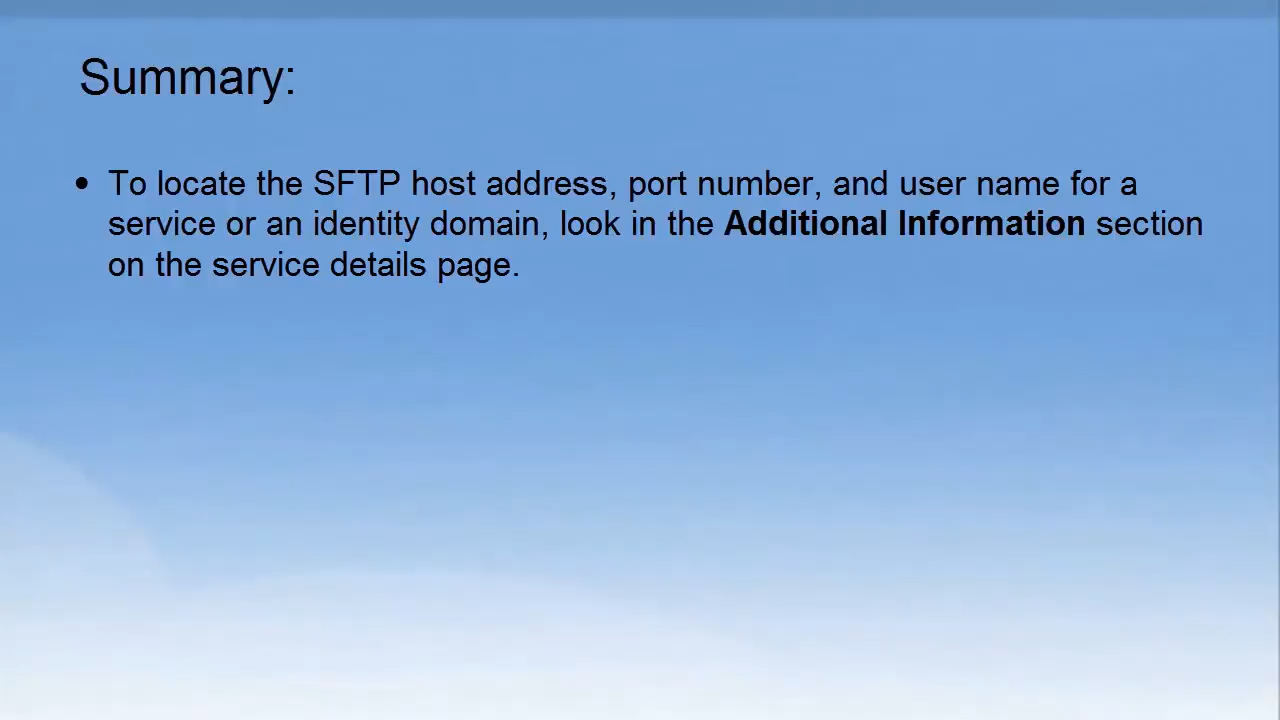 Summary:
• To locate the SFTP host address, port number, and user name for a
service or an identity domain, look in the Additional Information section
on the service details page.